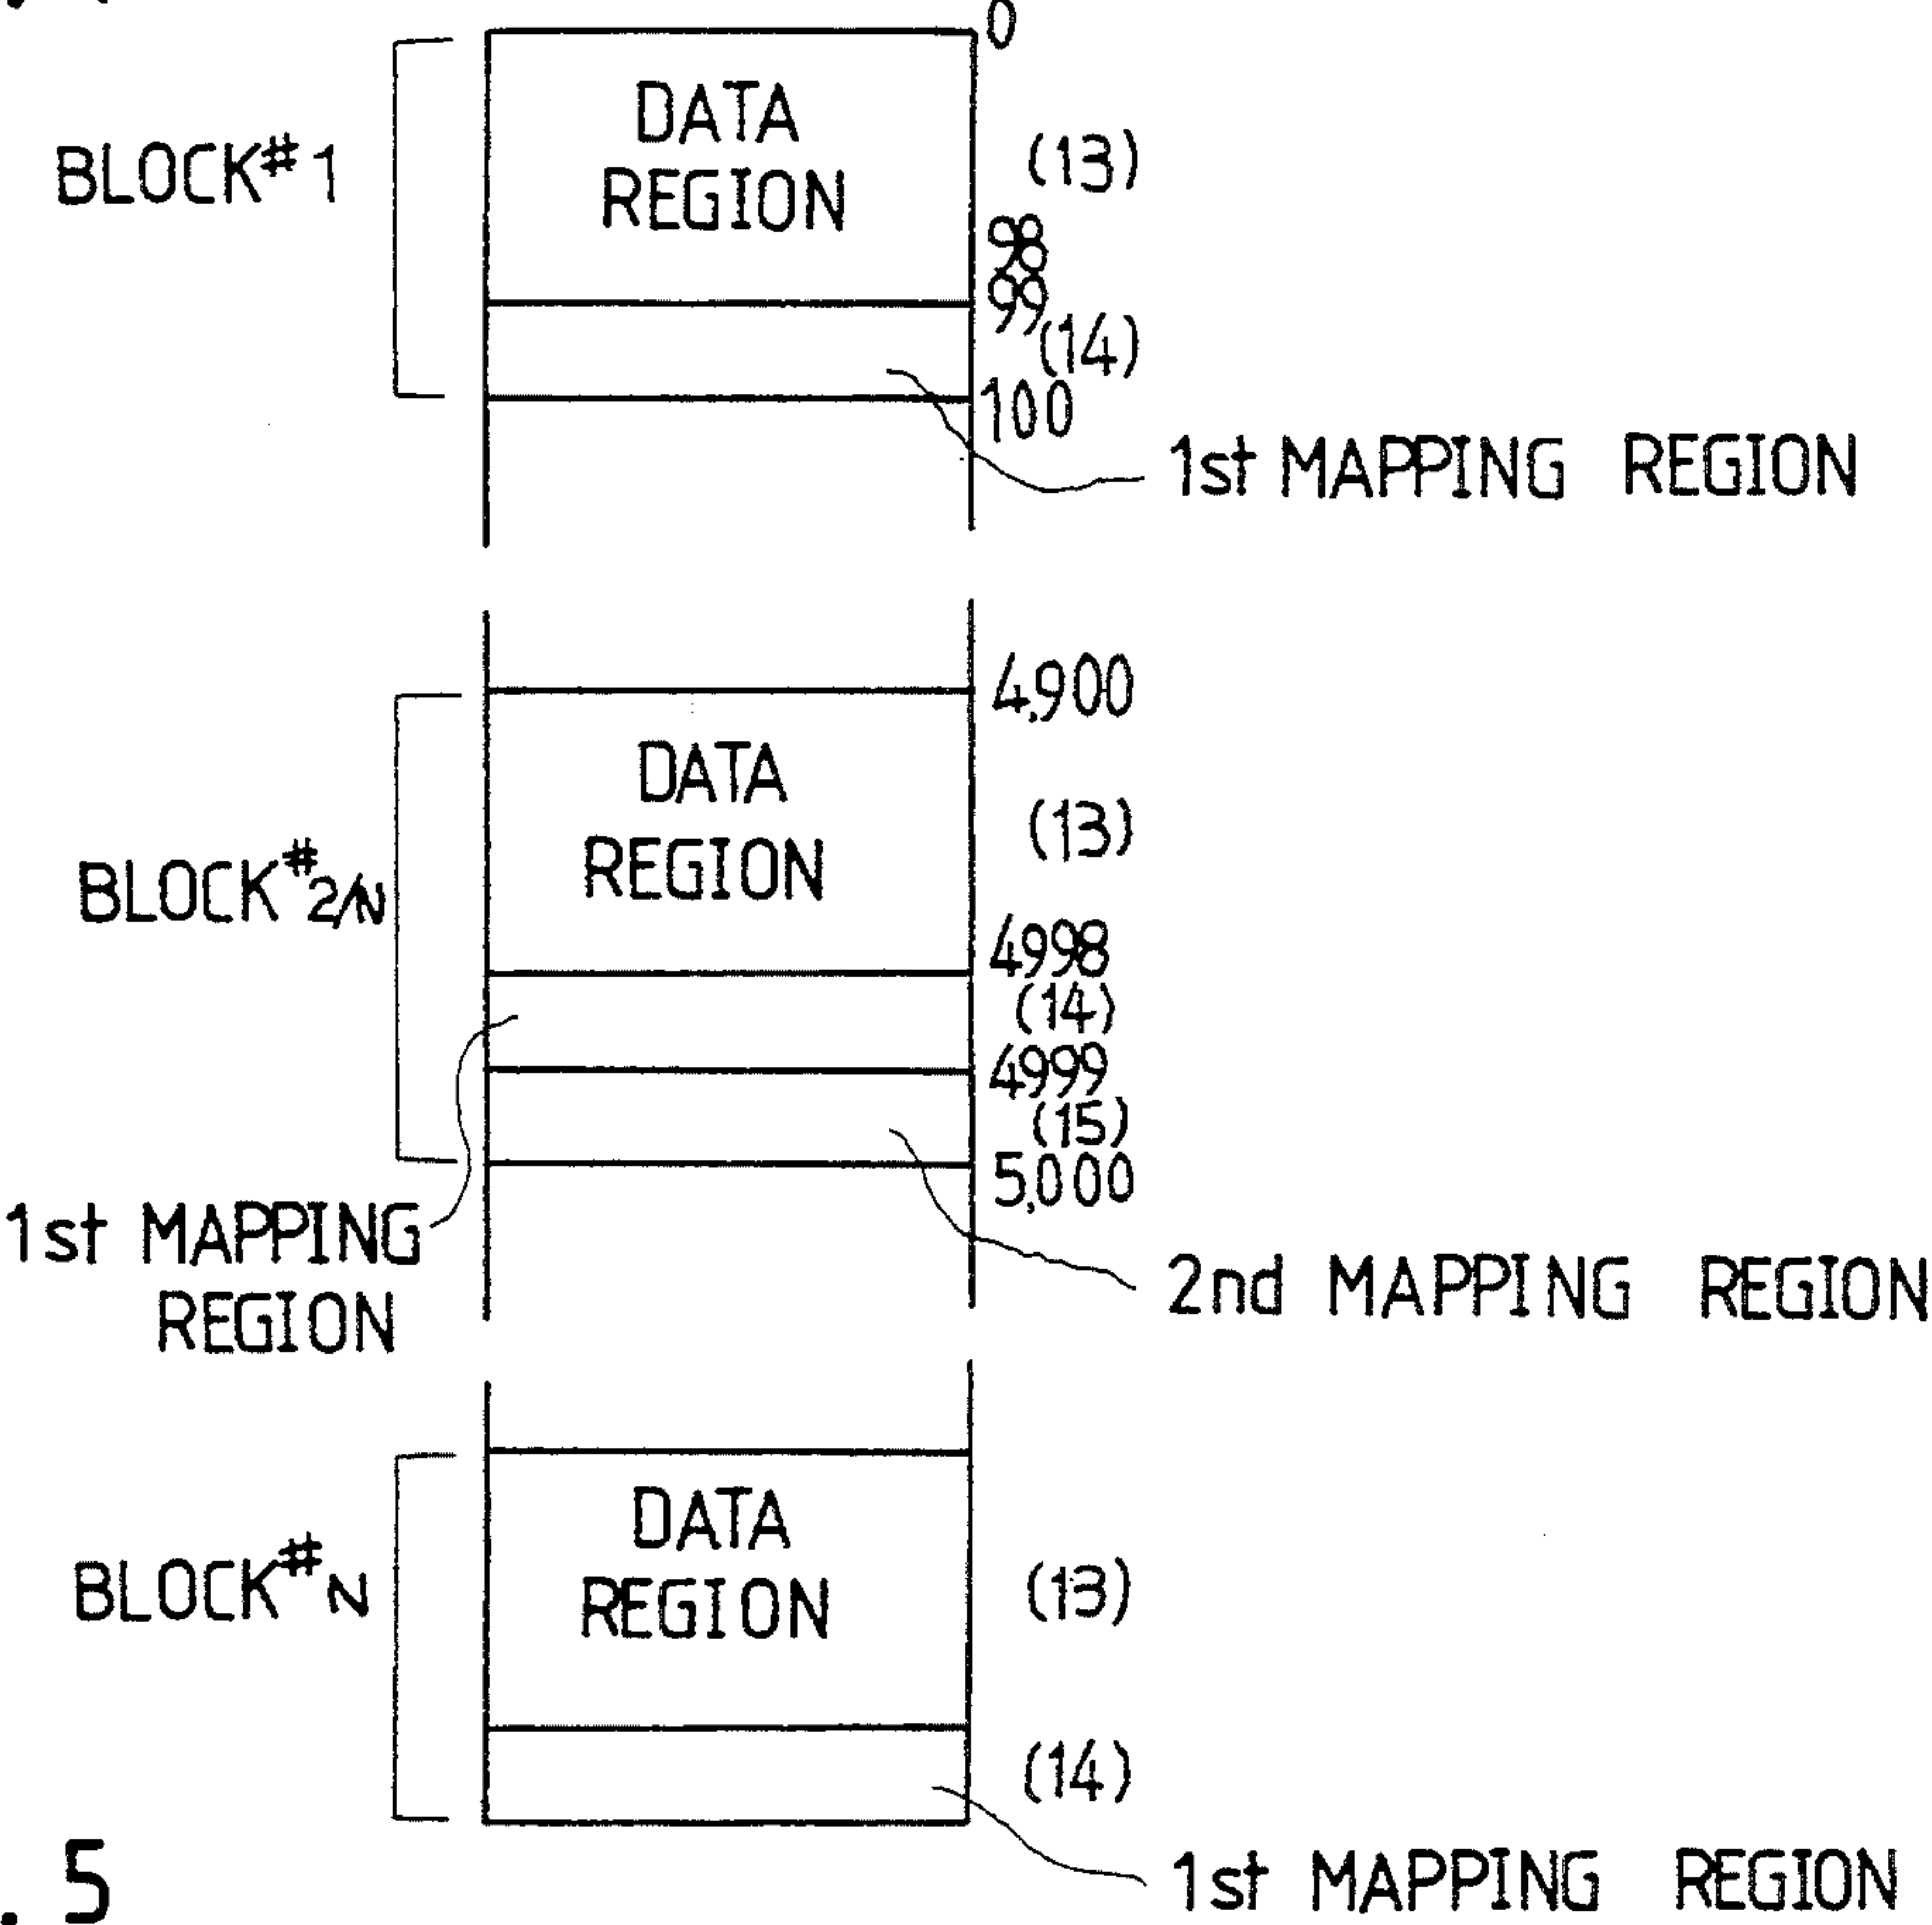 0
DATA
REGION
BLOCK#1
(13)
98
99
(14)
100
1st MAPPING REGION
4,900
DATA
REGION
(13)
BLOCK#2/N
4998
(14)
4999
(15)
5,000
1st MAPPING
REGION
2nd MAPPING REGION
DATA
REGION
BLOCK#N
(13)
(14)
1st MAPPING REGION
. 5